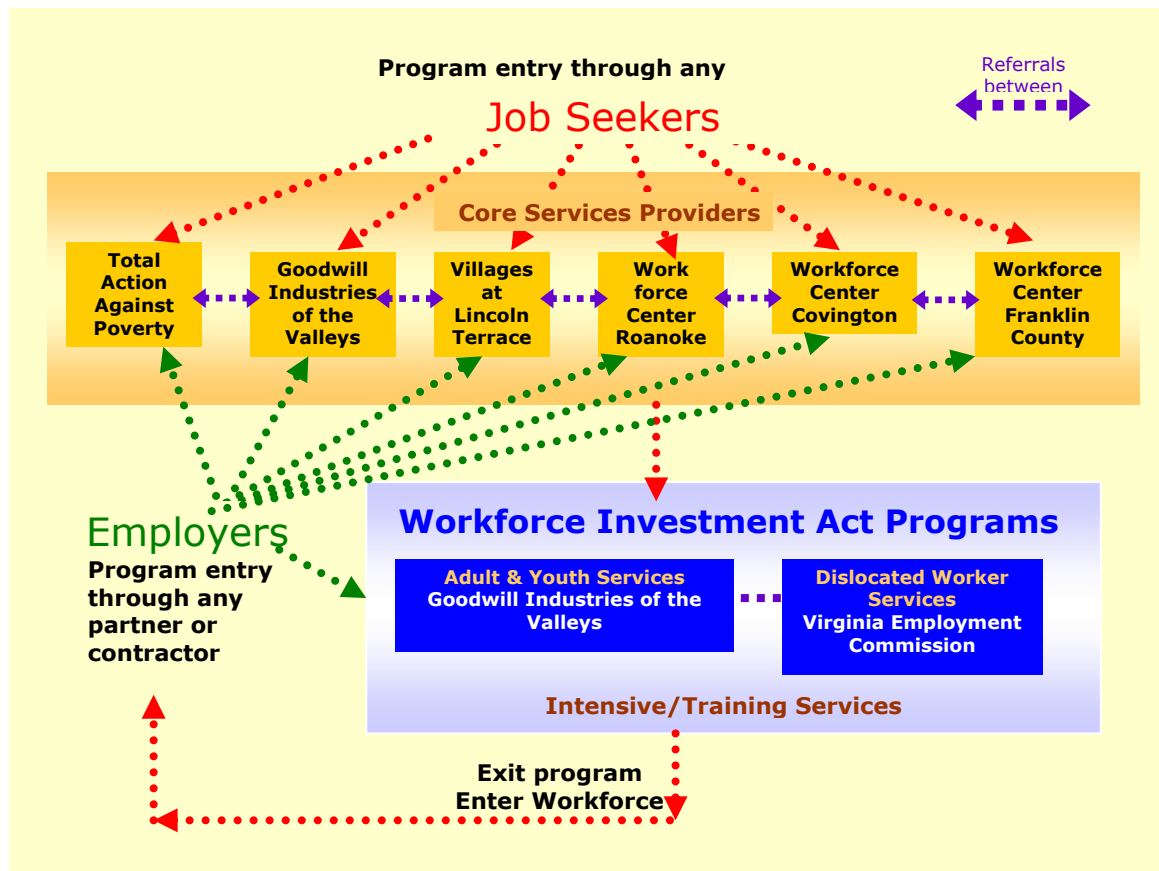 Program entry through any
Referrals
between
Job Seekers
Core Services Providers
Total
Action
Against
Poverty
Goodwill
Industries
of the
Valleys
Villages
at
Lincoln
Terrace
Work
force
Center
Roanoke
Workforce
Center
Covington
Workforce
Center
Franklin
County
Employers
Program entry
through any
partner or
contractor
Workforce Investment Act Programs
Adult & Youth Services
Goodwill Industries of the
Valleys
Dislocated Worker
Services
Virginia Employment
Commission
Intensive/Training Services
Exit program
Enter Workforce